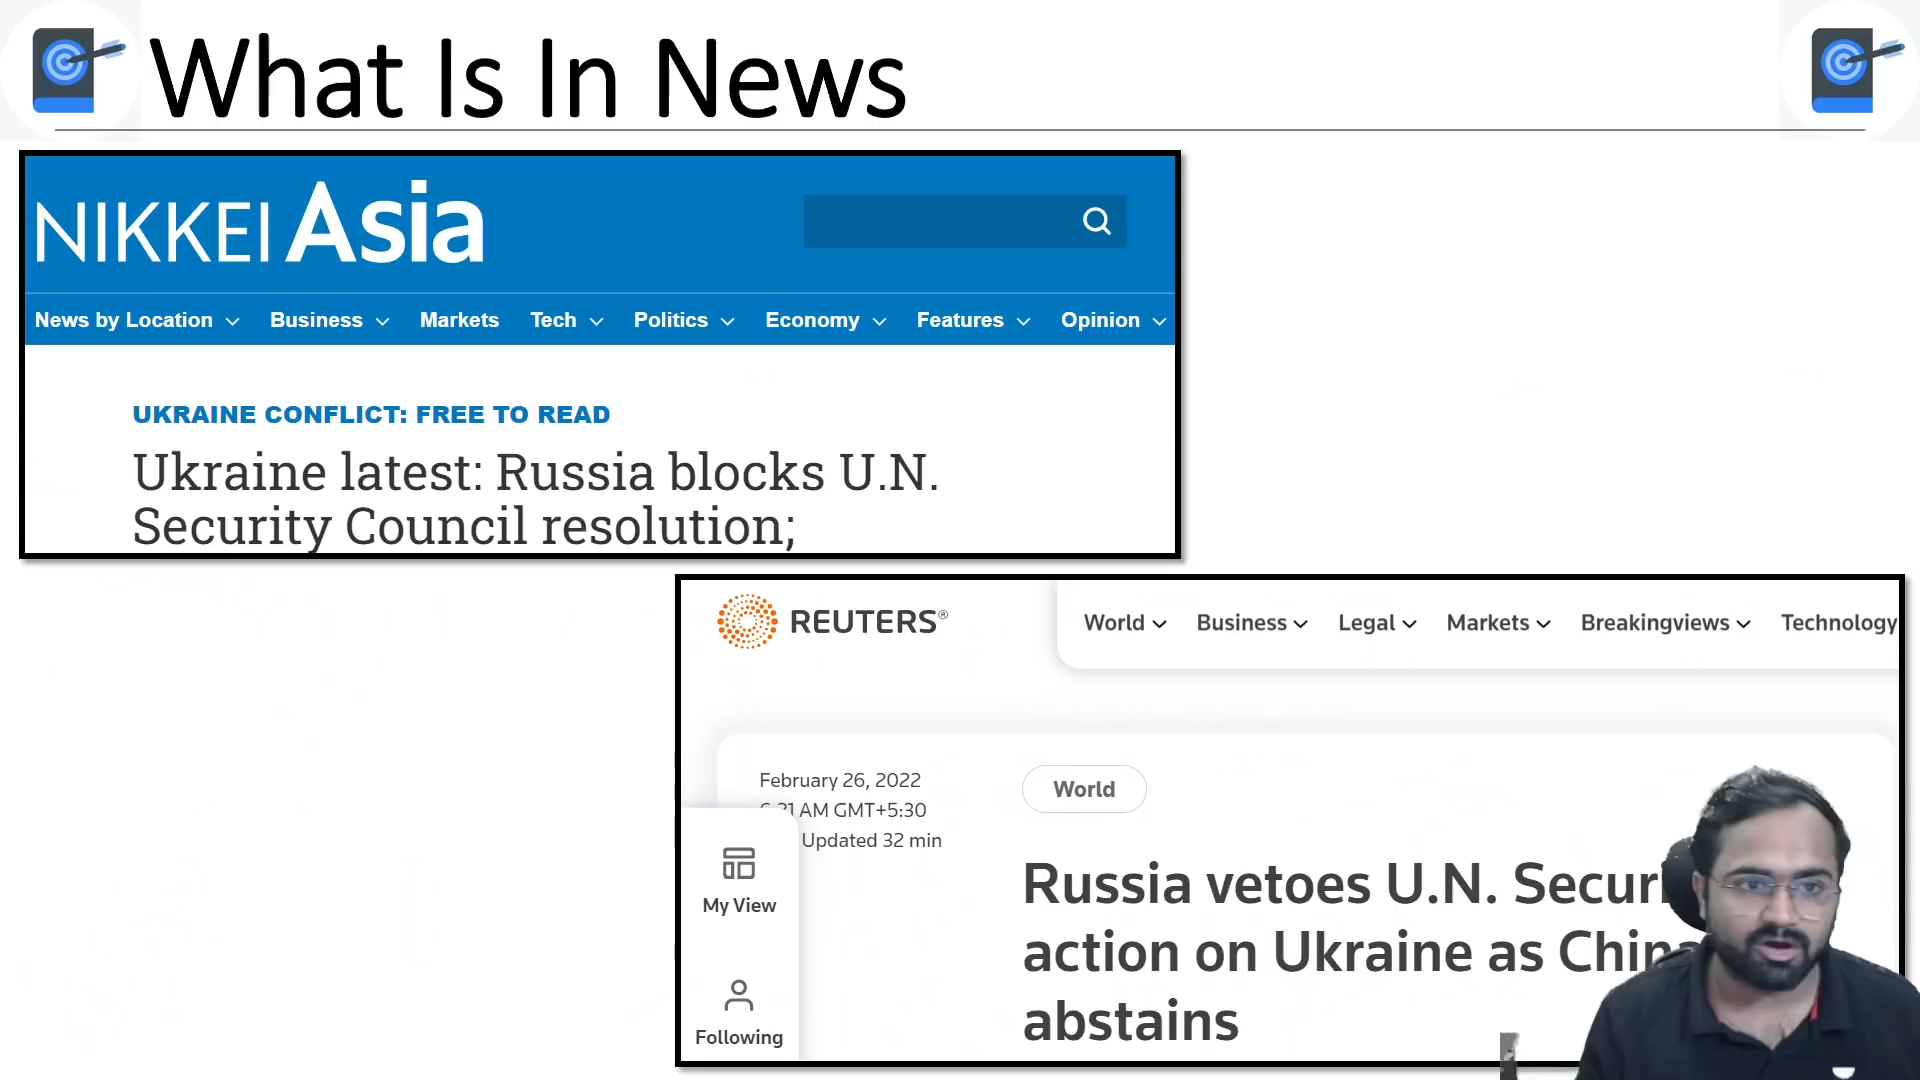 What Is In News
NIKKEI Asia
News by Location Business Markets Tech Politics Economy Features Opinion
UKRAINE CONFLICT: FREE TO READ
Ukraine latest: Russia blocks U.N.
Security Council resolution;
REUTERS®
World Business Legal Markets Breakingviews Technology
February 26, 2022
AM GMT+5:30
Updated 32 min
World
Russia vetoes U.N.
action on Ukraine as
abstains
My View
Following